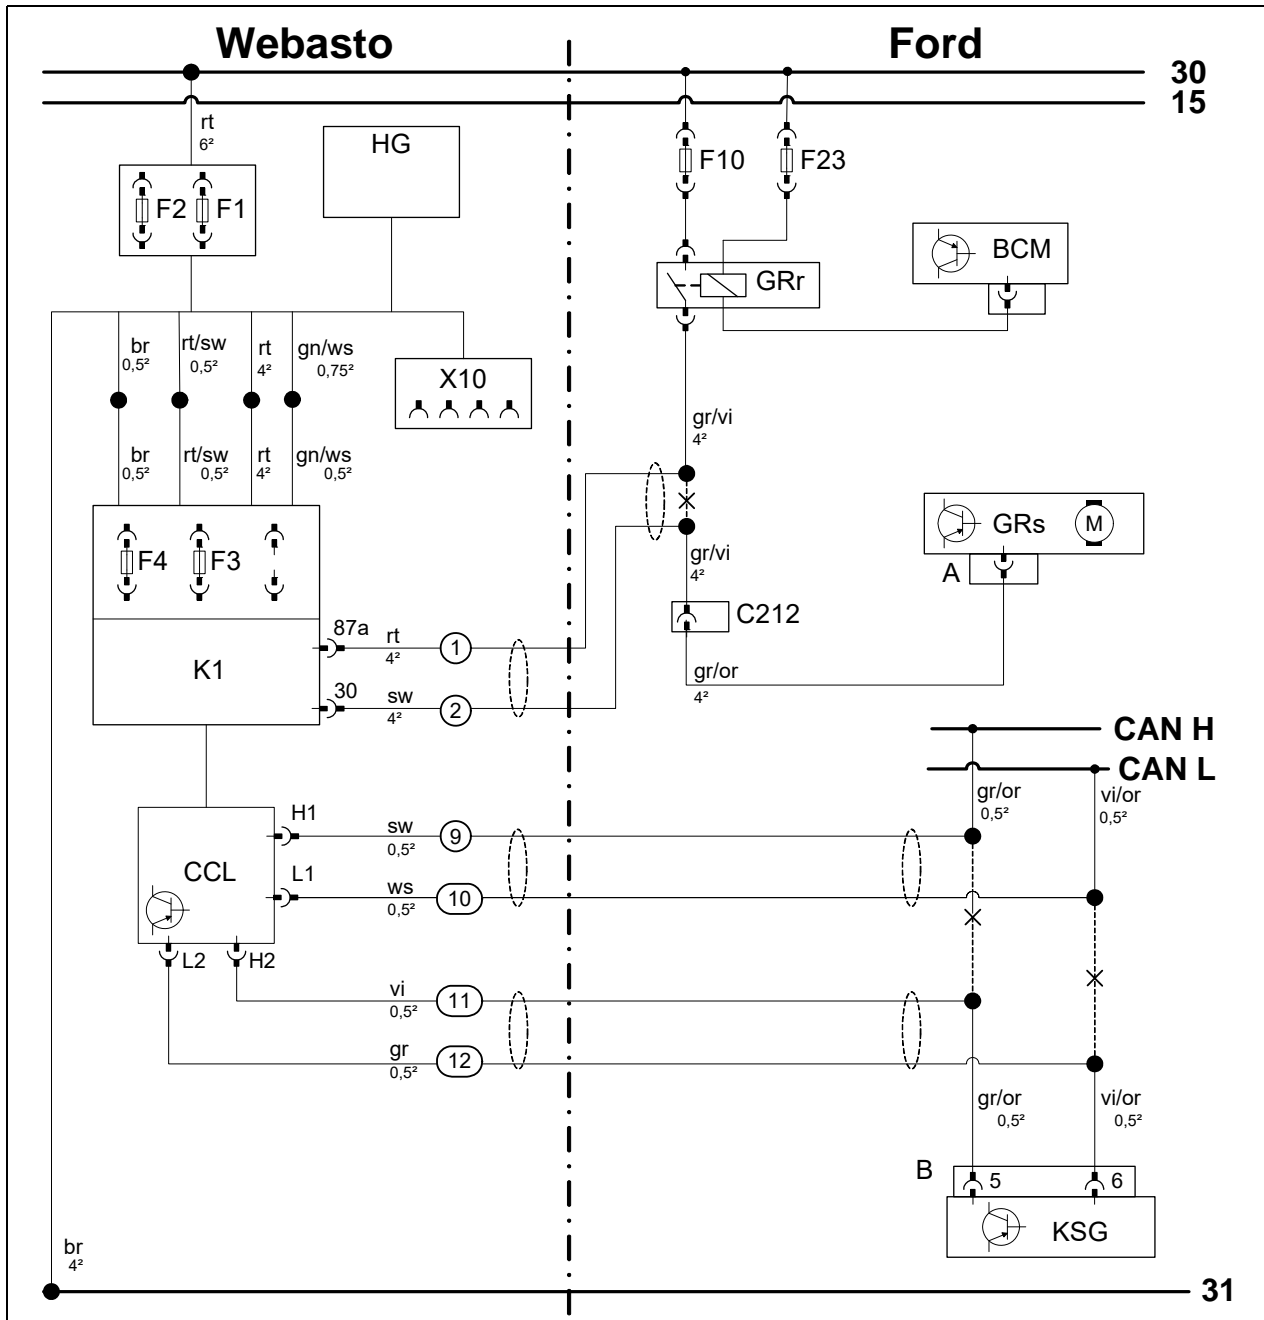 Webasto
Ford
30
15
rt
6²
HG
F2
F1
F10
F23
BCM
GRr
br
0,5²
rt/sw
0,5²
rt
4²
gn/ws
0,75²
X10
gr/vi
4²
br
0,5²
rt/sw
0,5²
rt
4²
gn/ws
0,5²
GRs
M
A
F4
F3
gr/vi
4²
C212
87a
rt
4²
1
K1
gr/or
4²
30
sw
4²
2
CAN H
CAN L
gr/or
0,5²
vi/or
0,5²
H1
sw
0,5²
9
CCL
L1
ws
0,5²
10
L2
H2
vi
0,5²
11
gr
0,5²
12
gr/or
0,5²
vi/or
0,5²
B
5
6
KSG
br
4²
31